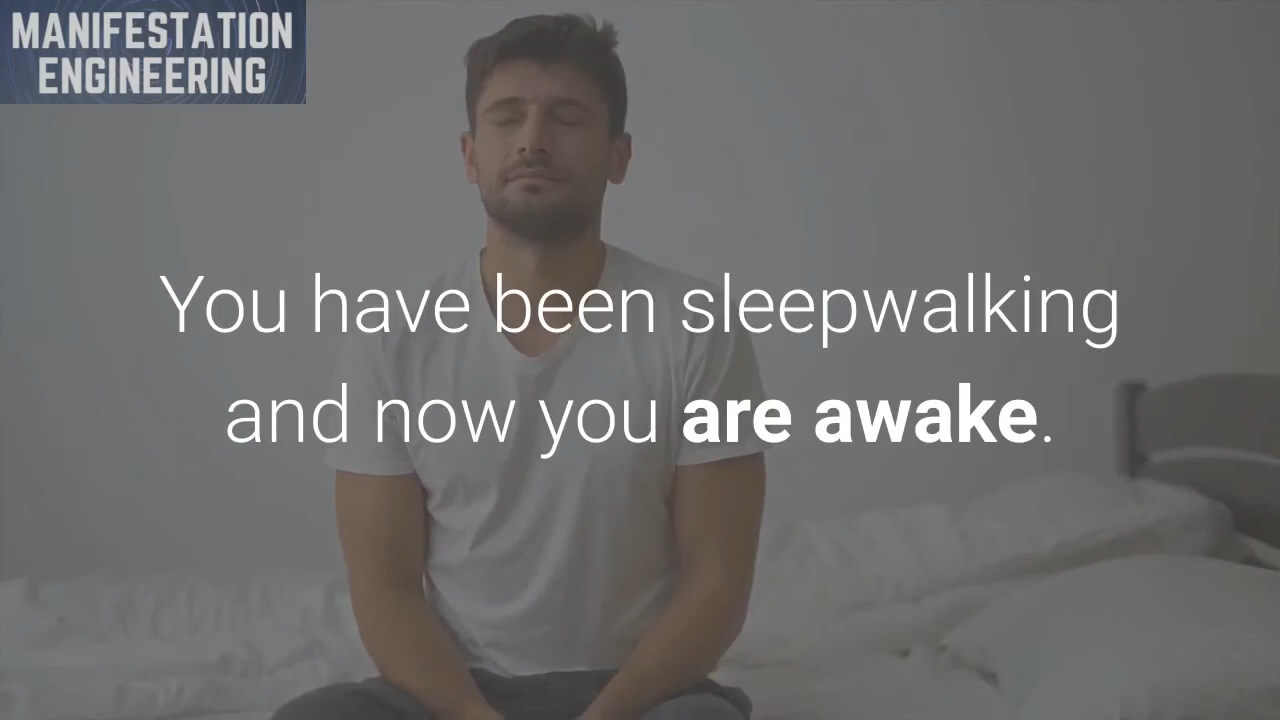 MANIFESTATION
ENGINEERING
You have been sleepwalking
and now you are awake.